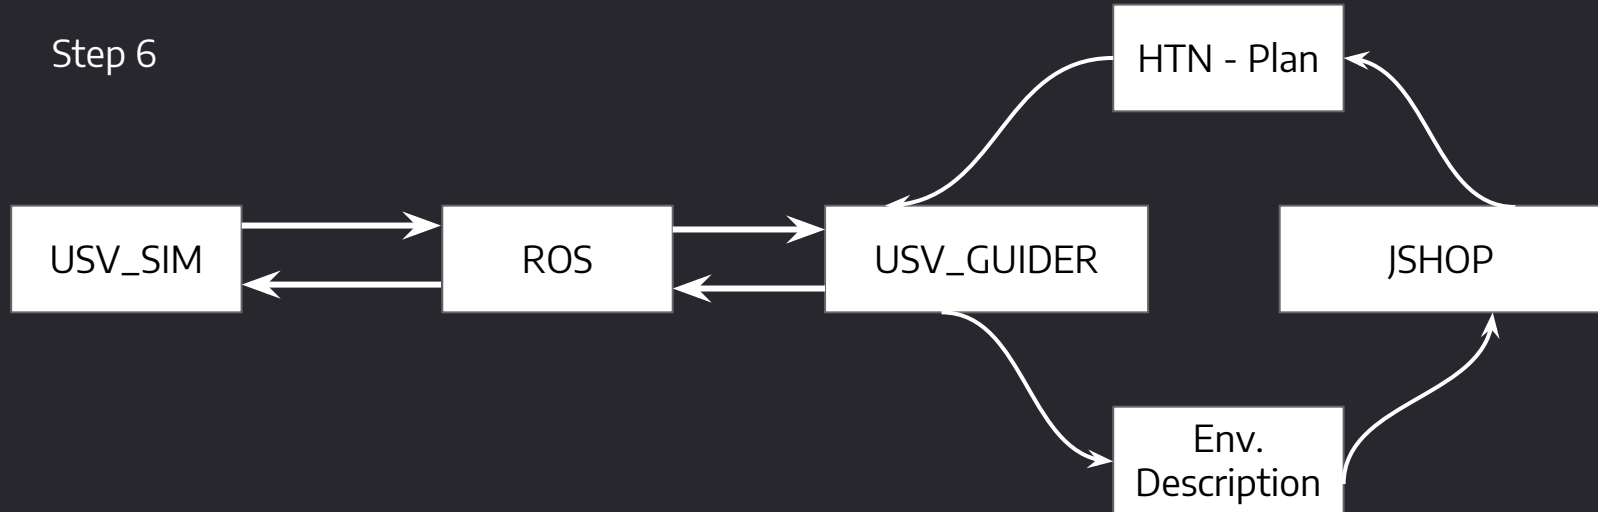 Step 6
HTN - Plan
USV_SIM
ROS
USV_GUIDER
JSHOP
Env.
Description